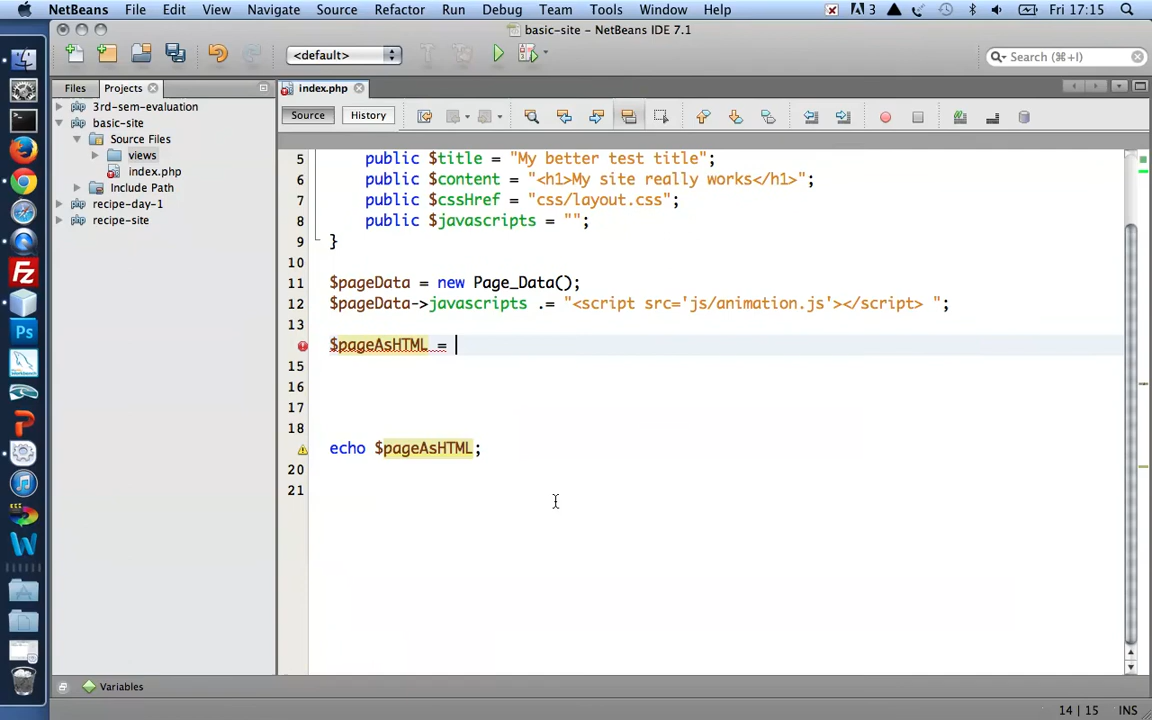 NetBeans File Edit View Navigate Source Refactor Run Debug Team Tools Window Help 3 Fri 17:15
basic-site – NetBeans IDE 7.1
<default> Search (⌘+I)
Files Projects index.php
Source History
3rd-sem-evaluation
basic-site
Source Files
views
index.php
Include Path
recipe-day-1
recipe-site
5 public $title = "My better test title";
6 public $content = "<h1>My site really works</h1>";
7 public $cssHref = "css/layout.css";
8 public $javascripts = "";
9 }
10
11 $pageData = new Page_Data();
12 $pageData->javascripts .= "<script src='js/animation.js'></script> ";
13
$pageAsHTML =
15
16
17
18
echo $pageAsHTML;
20
21
Fz
Ps
W
Variables
14 | 15 INS